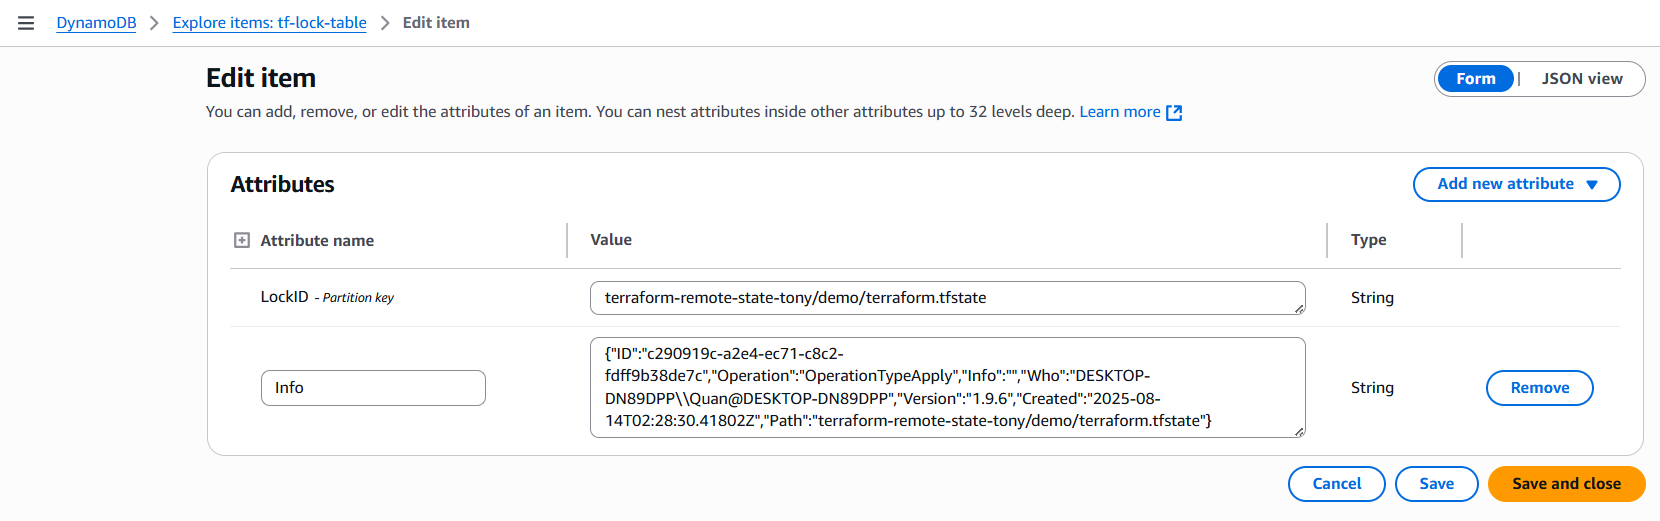 DynamoDB > Explore items: tf-lock-table > Edit item
Edit item
Form | JSON view
You can add, remove, or edit the attributes of an item. You can nest attributes inside other attributes up to 32 levels deep. Learn more
Attributes
Add new attribute
Attribute name Value Type
LockID - Partition key terraform-remote-state-tony/demo/terraform.tfstate String
Info
{"ID":"c290919c-a2e4-ec71-c8c2-
fdff9b38de7c","Operation":"OperationTypeApply","Info":"","Who":"DESKTOP-
DN89DPP\\Quan@DESKTOP-DN89DPP","Version":"1.9.6","Created":"2025-08-
14T02:28:30.41802Z","Path":"terraform-remote-state-tony/demo/terraform.tfstate"}
String
Remove
Cancel Save Save and close